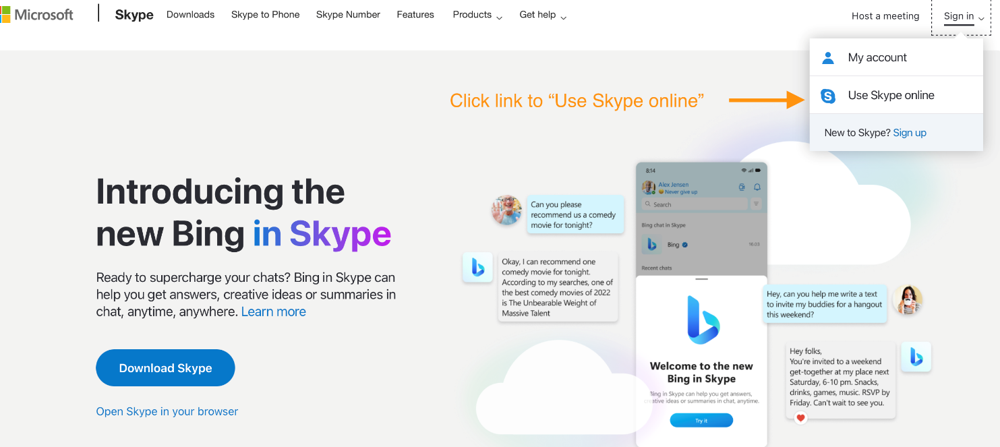 Microsoft
Skype
Downloads
Skype to Phone
Skype Number
Features
Products
Get help
Host a meeting
Sign in
My account
Use Skype online
New to Skype? Sign up
Click link to “Use Skype online”
Introducing the
new Bing in Skype
Ready to supercharge your chats? Bing in Skype can
help you get answers, creative ideas or summaries in
chat, anytime, anywhere. Learn more
Download Skype
Open Skype in your browser
Can you please
recommend us a comedy
movie for tonight?
Okay, I can recommend one
comedy movie for tonight.
According to my searches, one of
the best comedy movies of 2022
is The Unbearable Weight of
Massive Talent
8:14
Alex Jensen
Never give up
Search
Bing chat in Skype
Bing
16:03
Recent chats
Welcome to the new
Bing in Skype
Bing in Skype can help you get answers,
creative ideas or summaries in chat, anytime.
Try it
Hey, can you help me write a text
to invite my buddies for a hangout
this weekend?
Hey folks,
You're invited to a weekend
get-together at my place next
Saturday, 6-10 pm. Snacks,
drinks, games, music. RSVP by
Friday. Can't wait to see you.